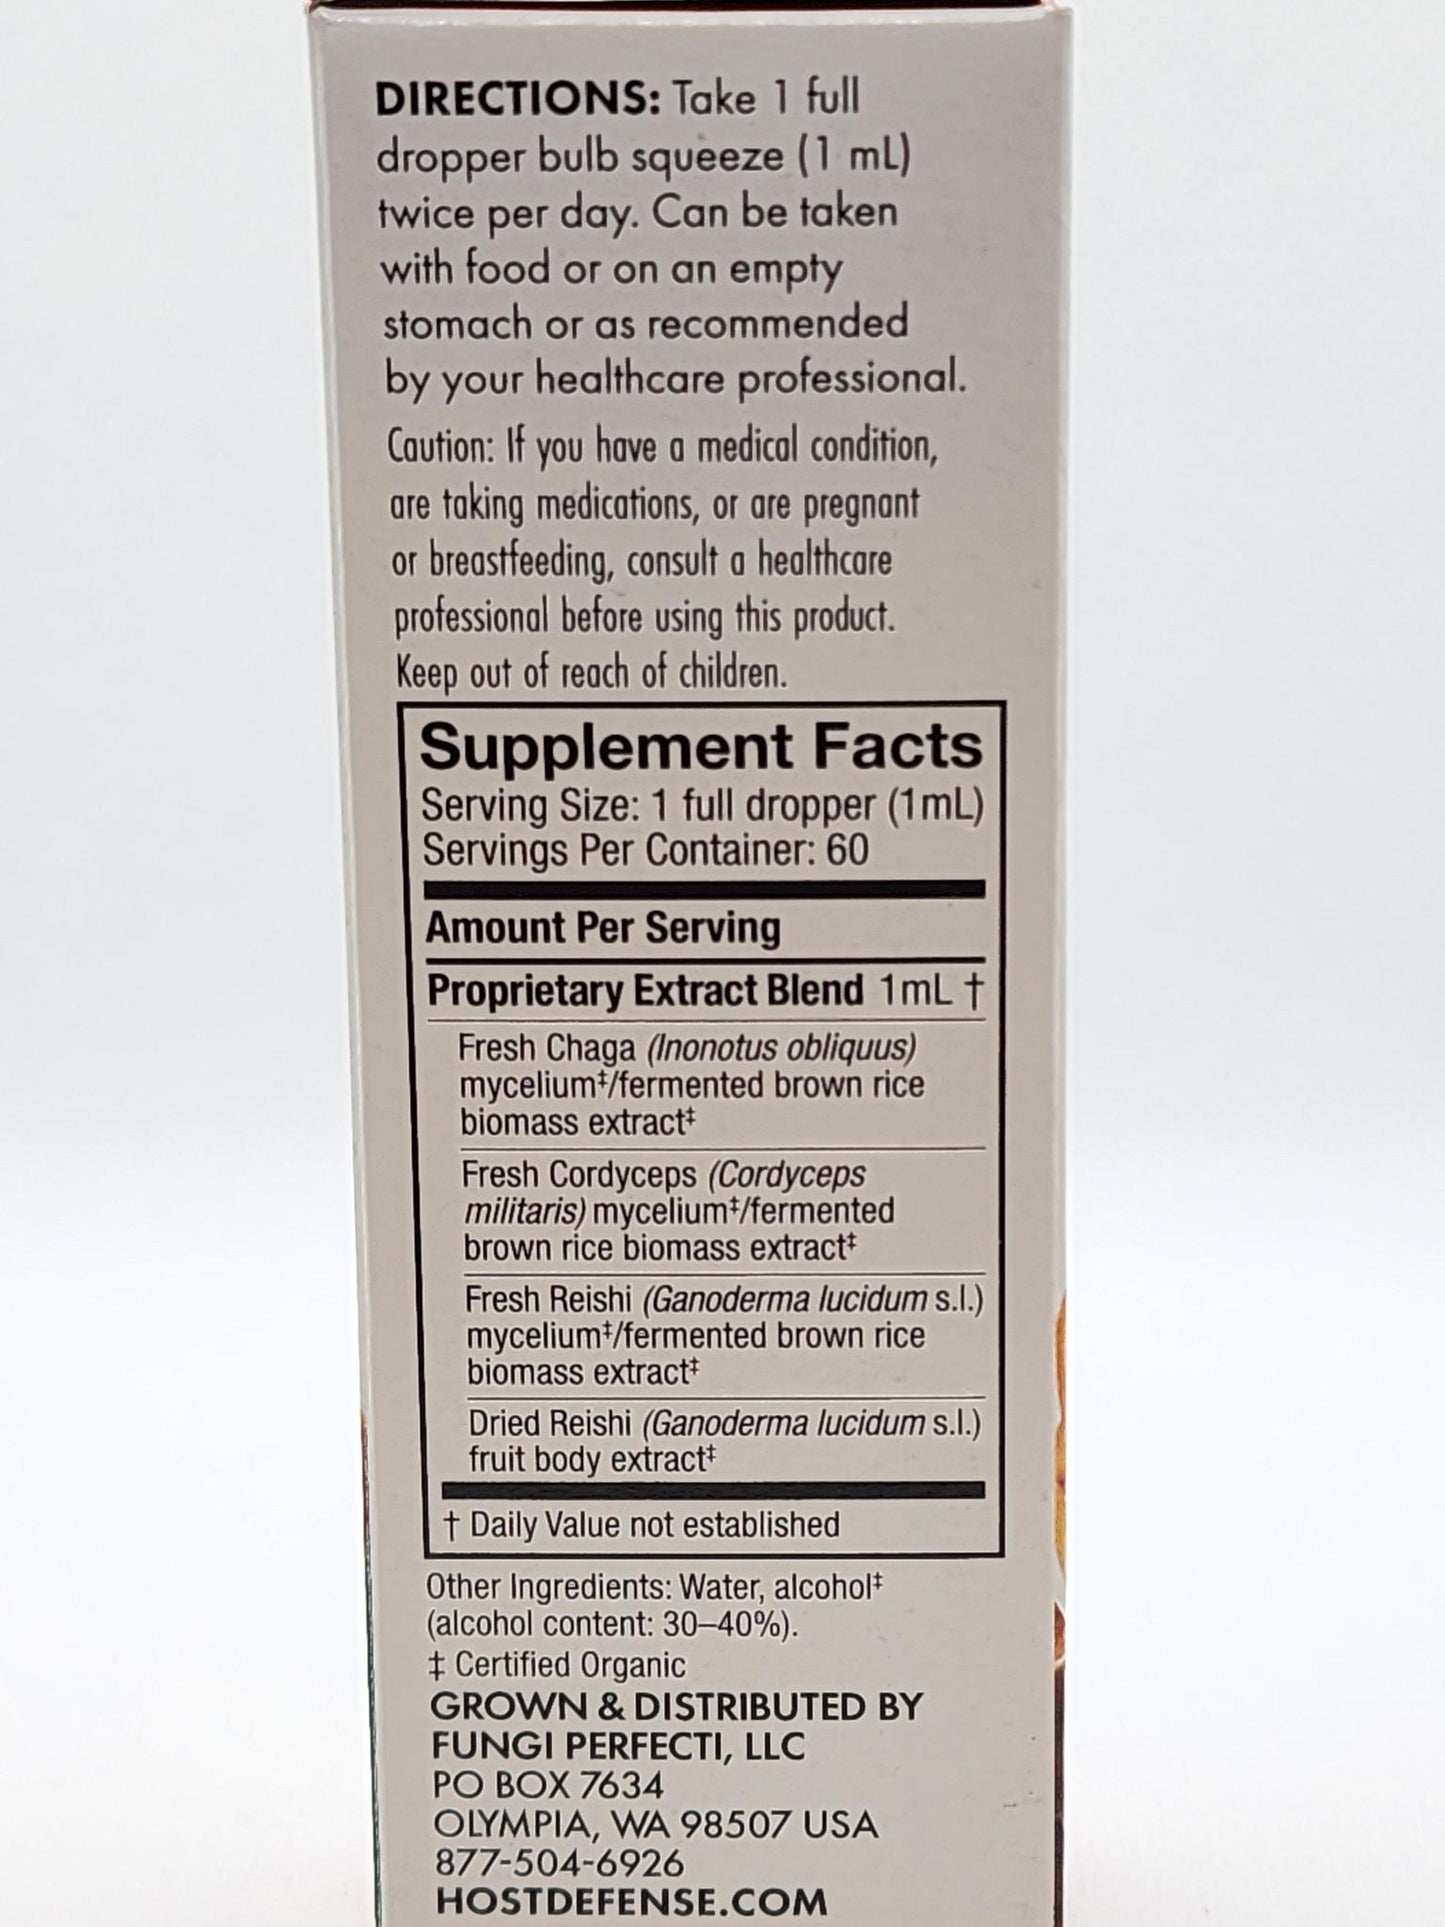 DIRECTIONS: Take 1 full
dropper bulb squeeze (1 mL)
twice per day. Can be taken
with food or on an empty
stomach or as recommended
by your healthcare professional.
Caution: If you have a medical condition,
are taking medications, or are pregnant
or breastfeeding, consult a healthcare
professional before using this product.
Keep out of reach of children.
Supplement Facts
Serving Size: 1 full dropper (1mL)
Servings Per Container: 60
Amount Per Serving
Proprietary Extract Blend 1mL †
Fresh Chaga (Inonotus obliquus)
mycelium‡/fermented brown rice
biomass extract‡
Fresh Cordyceps (Cordyceps
militaris) mycelium‡/fermented
brown rice biomass extract‡
Fresh Reishi (Ganoderma lucidum s.l.)
mycelium‡/fermented brown rice
biomass extract‡
Dried Reishi (Ganoderma lucidum s.l.)
fruit body extract‡
† Daily Value not established
Other Ingredients: Water, alcohol‡
(alcohol content: 30–40%).
‡ Certified Organic
GROWN & DISTRIBUTED BY
FUNGI PERFECTI, LLC
PO BOX 7634
OLYMPIA, WA 98507 USA
877-504-6926
HOSTDEFENSE.COM